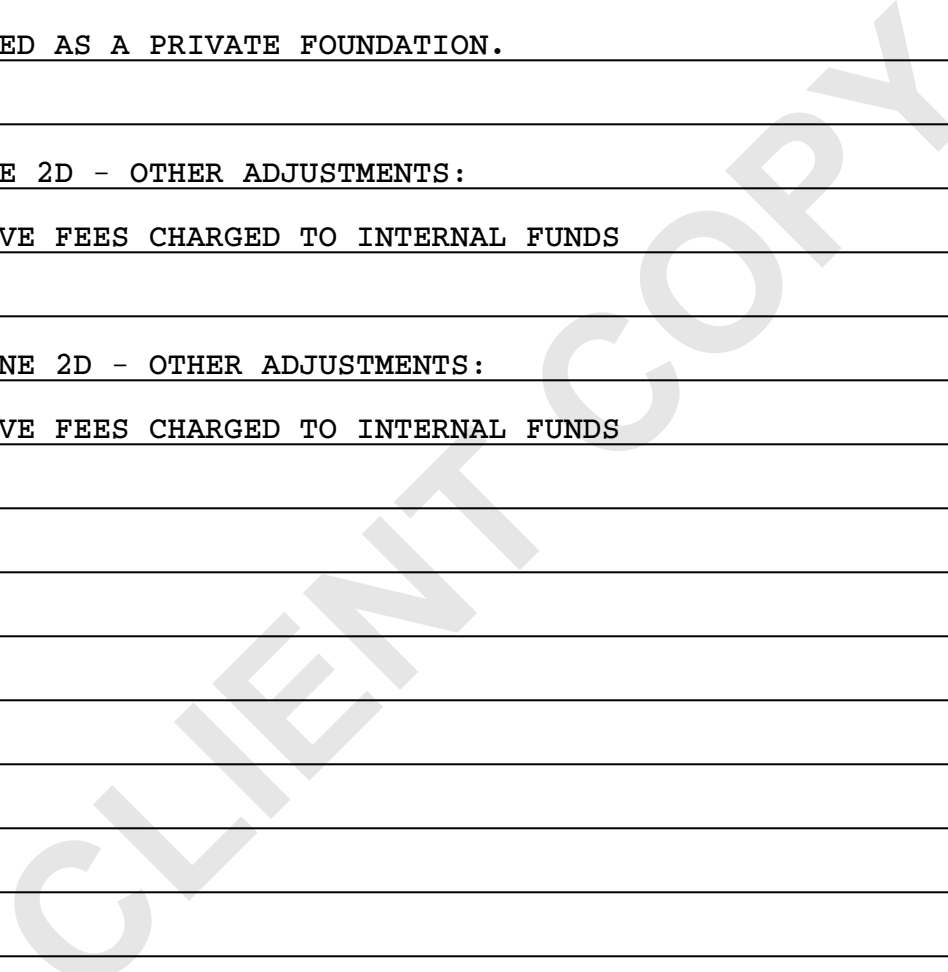 ED AS A PRIVATE FOUNDATION.
E 2D - OTHER ADJUSTMENTS:
VE FEES CHARGED TO INTERNAL FUNDS
NE 2D - OTHER ADJUSTMENTS:
VE FEES CHARGED TO INTERNAL FUNDS
CLIENT COPY